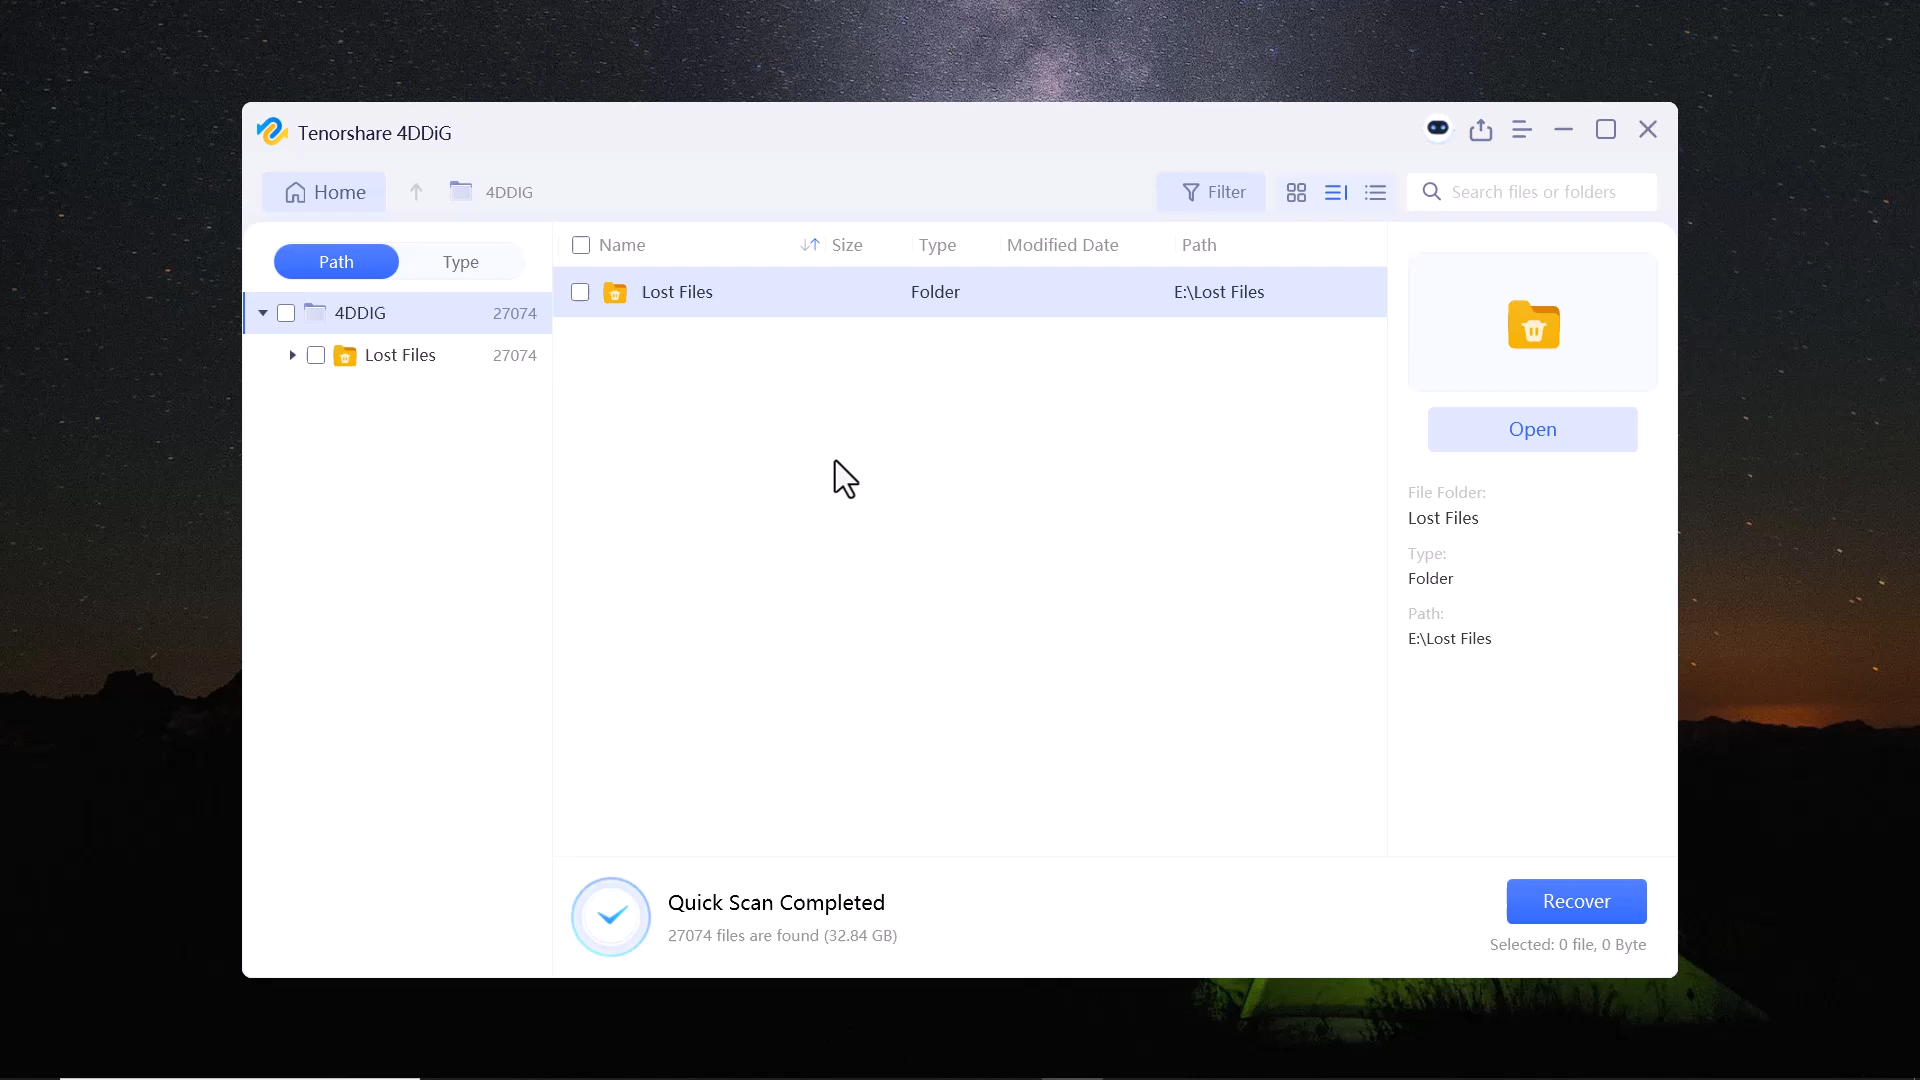 Tenorshare 4DDiG
Home
4DDIG
Filter
Search files or folders
Path
Type
Name
Size
Type
Modified Date
Path
4DDIG
27074
Lost Files
27074
Lost Files
Folder
E:\Lost Files
Open
File Folder:
Lost Files
Type:
Folder
Path:
E:\Lost Files
Quick Scan Completed
27074 files are found (32.84 GB)
Recover
Selected: 0 file, 0 Byte